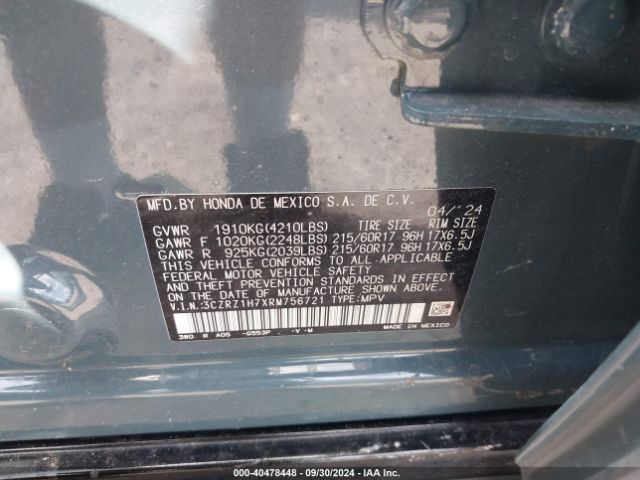 MFD.BY HONDA DE MEXICO S.A. DE C.V.
04/'24
GVWR 1910KG(4210LBS) TIRE SIZE RIM SIZE
GAWR F 1020KG(2248LBS) 215/60R17 96H 17X6.5J
GAWR R 925KG(2039LBS) 215/60R17 96H 17X6.5J
THIS VEHICLE CONFORMS TO ALL APPLICABLE
FEDERAL MOTOR VEHICLE SAFETY
AND THEFT PREVENTION STANDARDS IN EFFECT
ON THE DATE OF MANUFACTURE SHOWN ABOVE.
V.I.N.:3CZRZ1H7XRM756721 TYPE:MPV
3W0 R AD5 -G553P -V-M MADE IN MEXICO
000-40478448 - 09/30/2024 - IAA Inc.